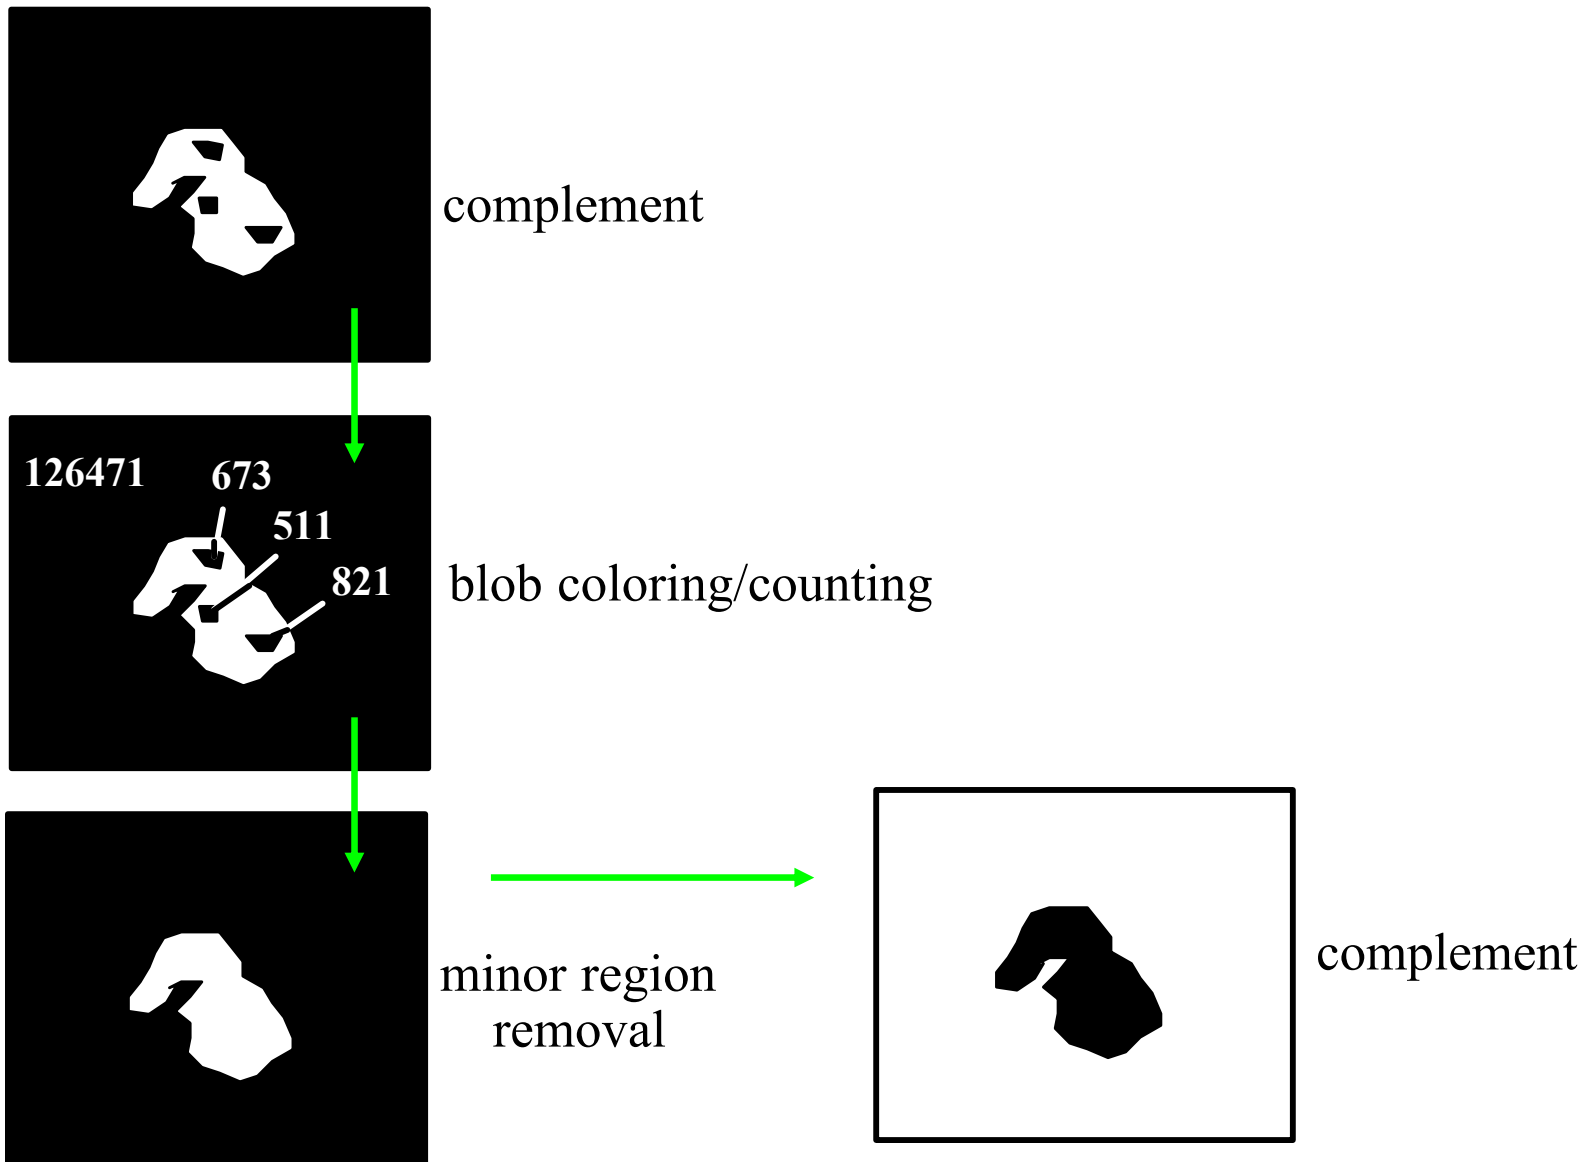 complement
126471
673
511
821
blob coloring/counting
minor region
removal
complement